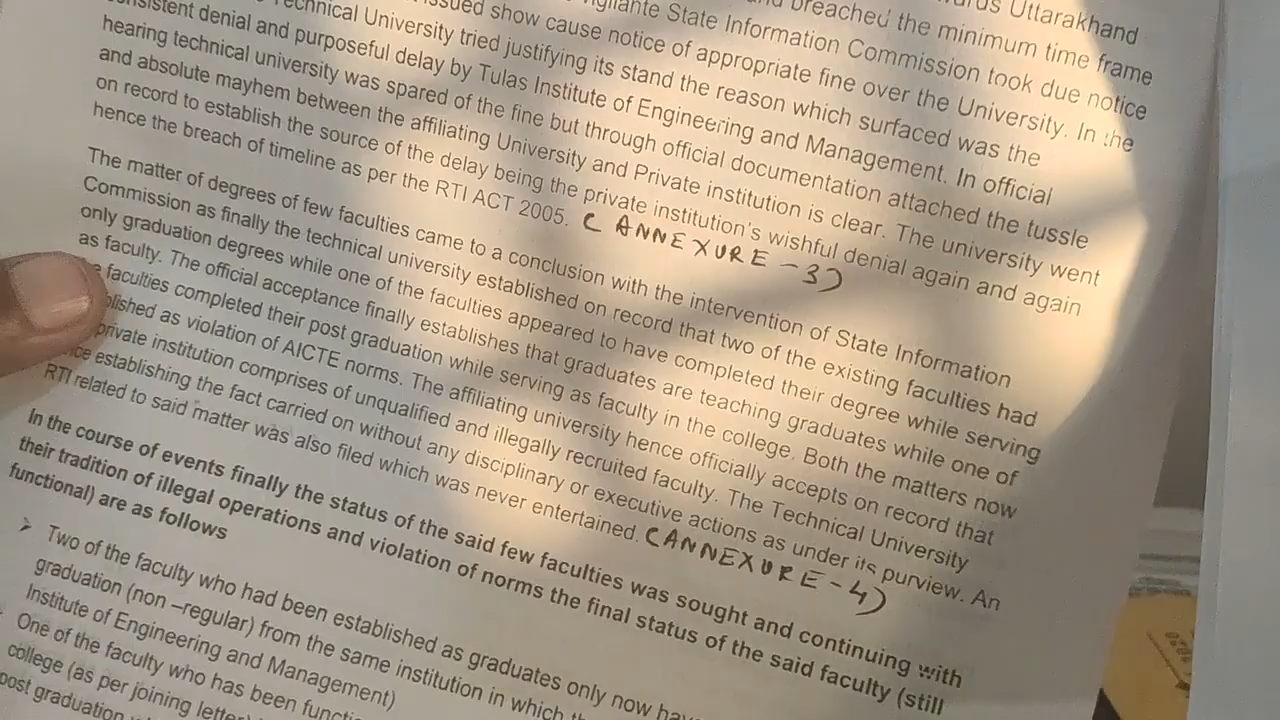 Uttarakhand
breached the minimum time frame
State Information Commission took due notice
show cause notice of appropriate fine over the University. In the
Technical University tried justifying its stand the reason which surfaced was the
denial and purposeful delay by Tulas Institute of Engineering and Management. In official
hearing technical university was spared of the fine but through official documentation attached the tussle
and absolute mayhem between the affiliating University and Private institution is clear. The university went
on record to establish the source of the delay being the private institution's wishful denial again and again
hence the breach of timeline as per the RTI ACT 2005. (ANNEXURE-3)
The matter of degrees of few faculties came to a conclusion with the intervention of State Information
Commission as finally the technical university established on record that two of the existing faculties had
only graduation degrees while one of the faculties appeared to have completed their degree while serving
as faculty. The official acceptance finally establishes that graduates are teaching graduates while one of
faculties completed their post graduation while serving as faculty in the college. Both the matters now
as violation of AICTE norms. The affiliating university hence officially accepts on record that
private institution comprises of unqualified and illegally recruited faculty. The Technical University
establishing the fact carried on without any disciplinary or executive actions as under its purview. An
RTI related to said matter was also filed which was never entertained. (ANNEXURE-4)
In the course of events finally the status of the said few faculties was sought and continuing with
their tradition of illegal operations and violation of norms the final status of the said faculty (still
functional) are as follows
➢ Two of the faculty who had been established as graduates only now
graduation (non –regular) from the same institution in which
Institute of Engineering and Management)
One of the faculty who has been
college (as per joining letter)
post graduation